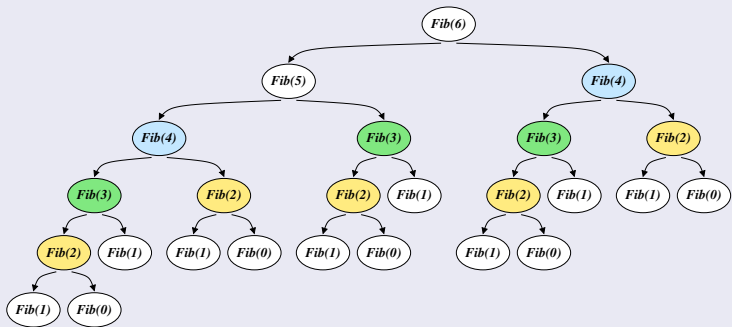 Fib(6)
Fib(5) Fib(4)
Fib(4) Fib(3) Fib(3) Fib(2)
Fib(3) Fib(2) Fib(2) Fib(1) Fib(2) Fib(1) Fib(1) Fib(0)
Fib(2) Fib(1) Fib(1) Fib(0) Fib(1) Fib(0) Fib(1) Fib(0)
Fib(1) Fib(0)